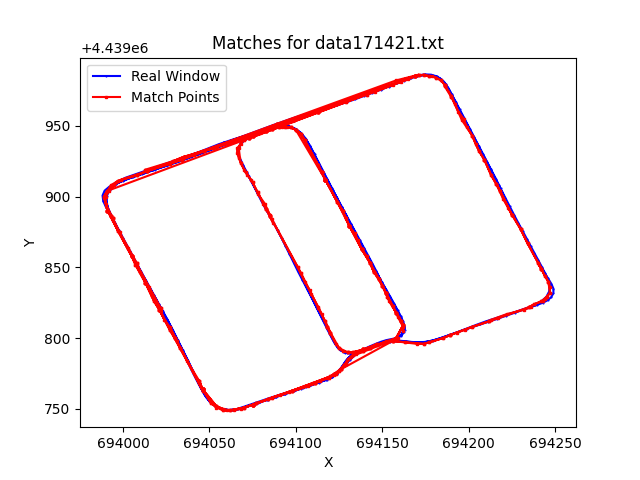 Matches for data171421.txt
+4.439e6
Real Window
Match Points
950
900
850
800
750
Y
694000 694050 694100 694150 694200 694250
X